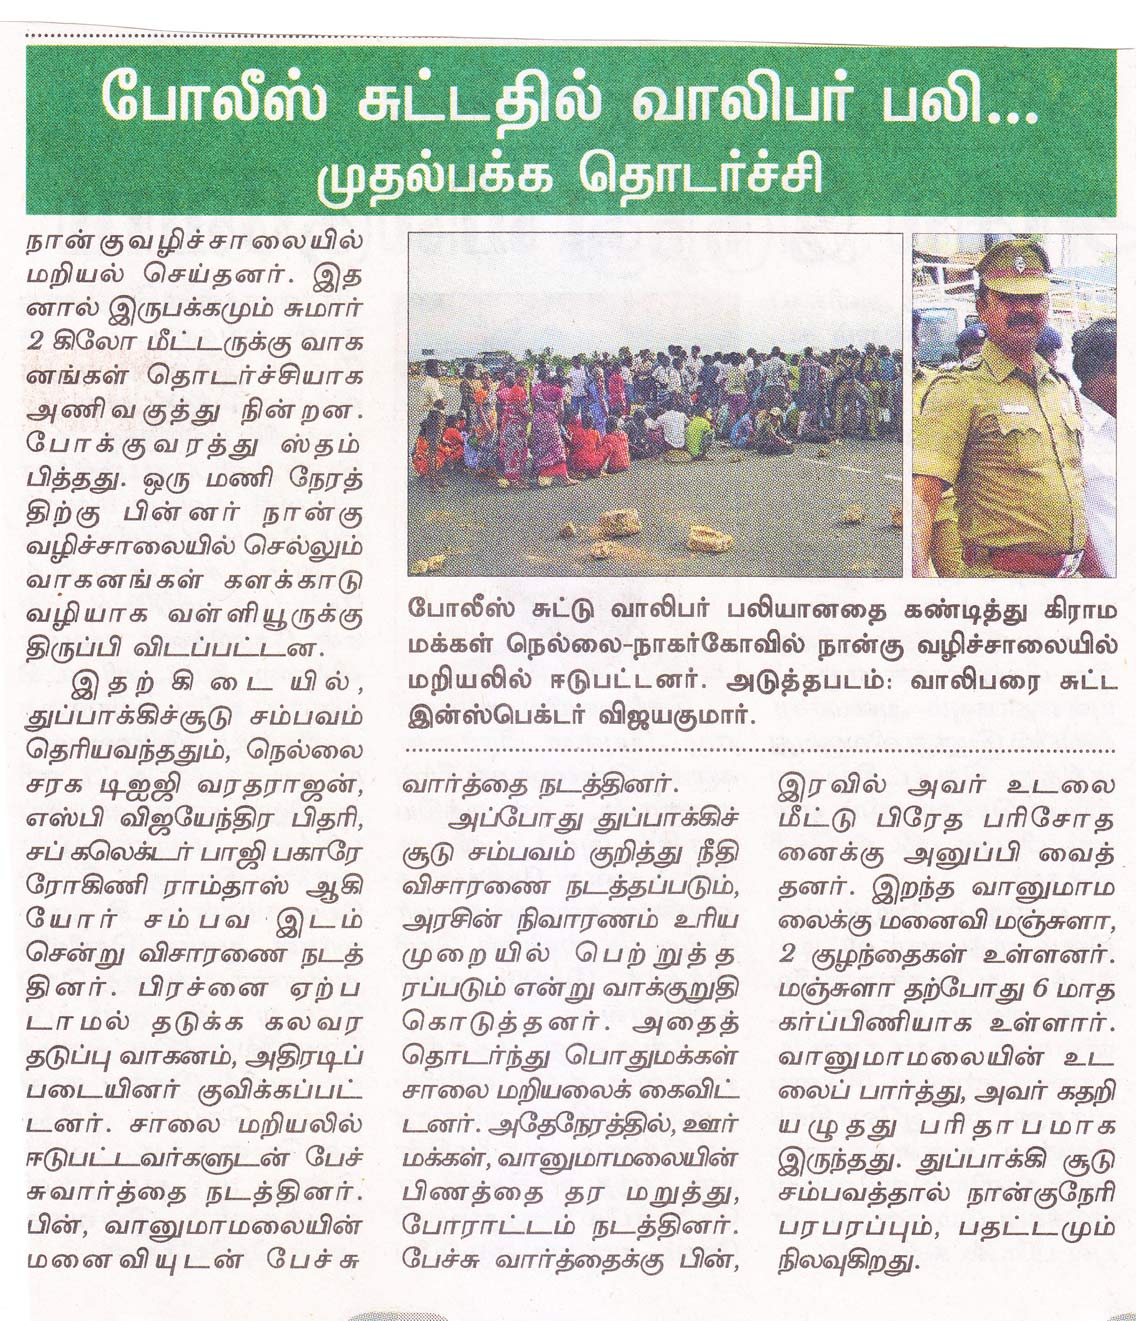 போலீஸ் சுட்டதில் வாலிபர் பலி...
முதல்பக்க தொடர்ச்சி
நான்குவழிச்சாலையில்
மறியல் செய்தனர். இத
னால் இருபக்கமும் சுமார்
2 கிலோ மீட்டருக்கு வாக
னங்கள் தொடர்ச்சியாக
அணிவகுத்து நின்றன.
போக்குவரத்து ஸ்தம்
பித்தது. ஒரு மணி நேரத்
திற்கு பின்னர் நான்கு
வழிச்சாலையில் செல்லும்
வாகனங்கள் களக்காடு
வழியாக வள்ளியூருக்கு
திருப்பி விடப்பட்டன.
இதற்கிடையில்,
துப்பாக்கிச்சூடு சம்பவம்
தெரியவந்ததும், நெல்லை
சரக டிஐஜி வரதராஜன்,
எஸ்பி விஜயேந்திர பிதரி,
சப் கலெக்டர் பாஜி பகாரே
ரோகிணி ராம்தாஸ் ஆகி
யோர் சம்பவ இடம்
சென்று விசாரணை நடத்
தினர். பிரச்னை ஏற்ப
டாமல் தடுக்க கலவர
தடுப்பு வாகனம், அதிரடிப்
படையினர் குவிக்கப்பட்
டனர். சாலை மறியலில்
ஈடுபட்டவர்களுடன் பேச்
சுவார்த்தை நடத்தினர்.
பின், வானுமாமலையின்
மனைவியுடன் பேச்சு
போலீஸ் சுட்டு வாலிபர் பலியானதை கண்டித்து கிராம
மக்கள் நெல்லை-நாகர்கோவில் நான்கு வழிச்சாலையில்
மறியலில் ஈடுபட்டனர். அடுத்தபடம்: வாலிபரை சுட்ட
இன்ஸ்பெக்டர் விஜயகுமார்.
வார்த்தை நடத்தினர்.
அப்போது துப்பாக்கிச்
சூடு சம்பவம் குறித்து நீதி
விசாரணை நடத்தப்படும்,
அரசின் நிவாரணம் உரிய
முறையில் பெற்றுத்த
ரப்படும் என்று வாக்குறுதி
கொடுத்தனர். அதைத்
தொடர்ந்து பொதுமக்கள்
சாலை மறியலைக் கைவிட்
டனர். அதேநேரத்தில், ஊர்
மக்கள், வானுமாமலையின்
பிணத்தை தர மறுத்து,
போராட்டம் நடத்தினர்.
பேச்சு வார்த்தைக்கு பின்,
இரவில் அவர் உடலை
மீட்டு பிரேத பரிசோத
னைக்கு அனுப்பி வைத்
தனர். இறந்த வானுமாம
லைக்கு மனைவி மஞ்சுளா,
2 குழந்தைகள் உள்ளனர்.
மஞ்சுளா தற்போது 6 மாத
கர்ப்பிணியாக உள்ளார்.
வானுமாமலையின் உட
லைப் பார்த்து, அவர் கதறி
யழுதது பரிதாபமாக
இருந்தது. துப்பாக்கி சூடு
சம்பவத்தால் நான்குநேரி
பரபரப்பும், பதட்டமும்
நிலவுகிறது.